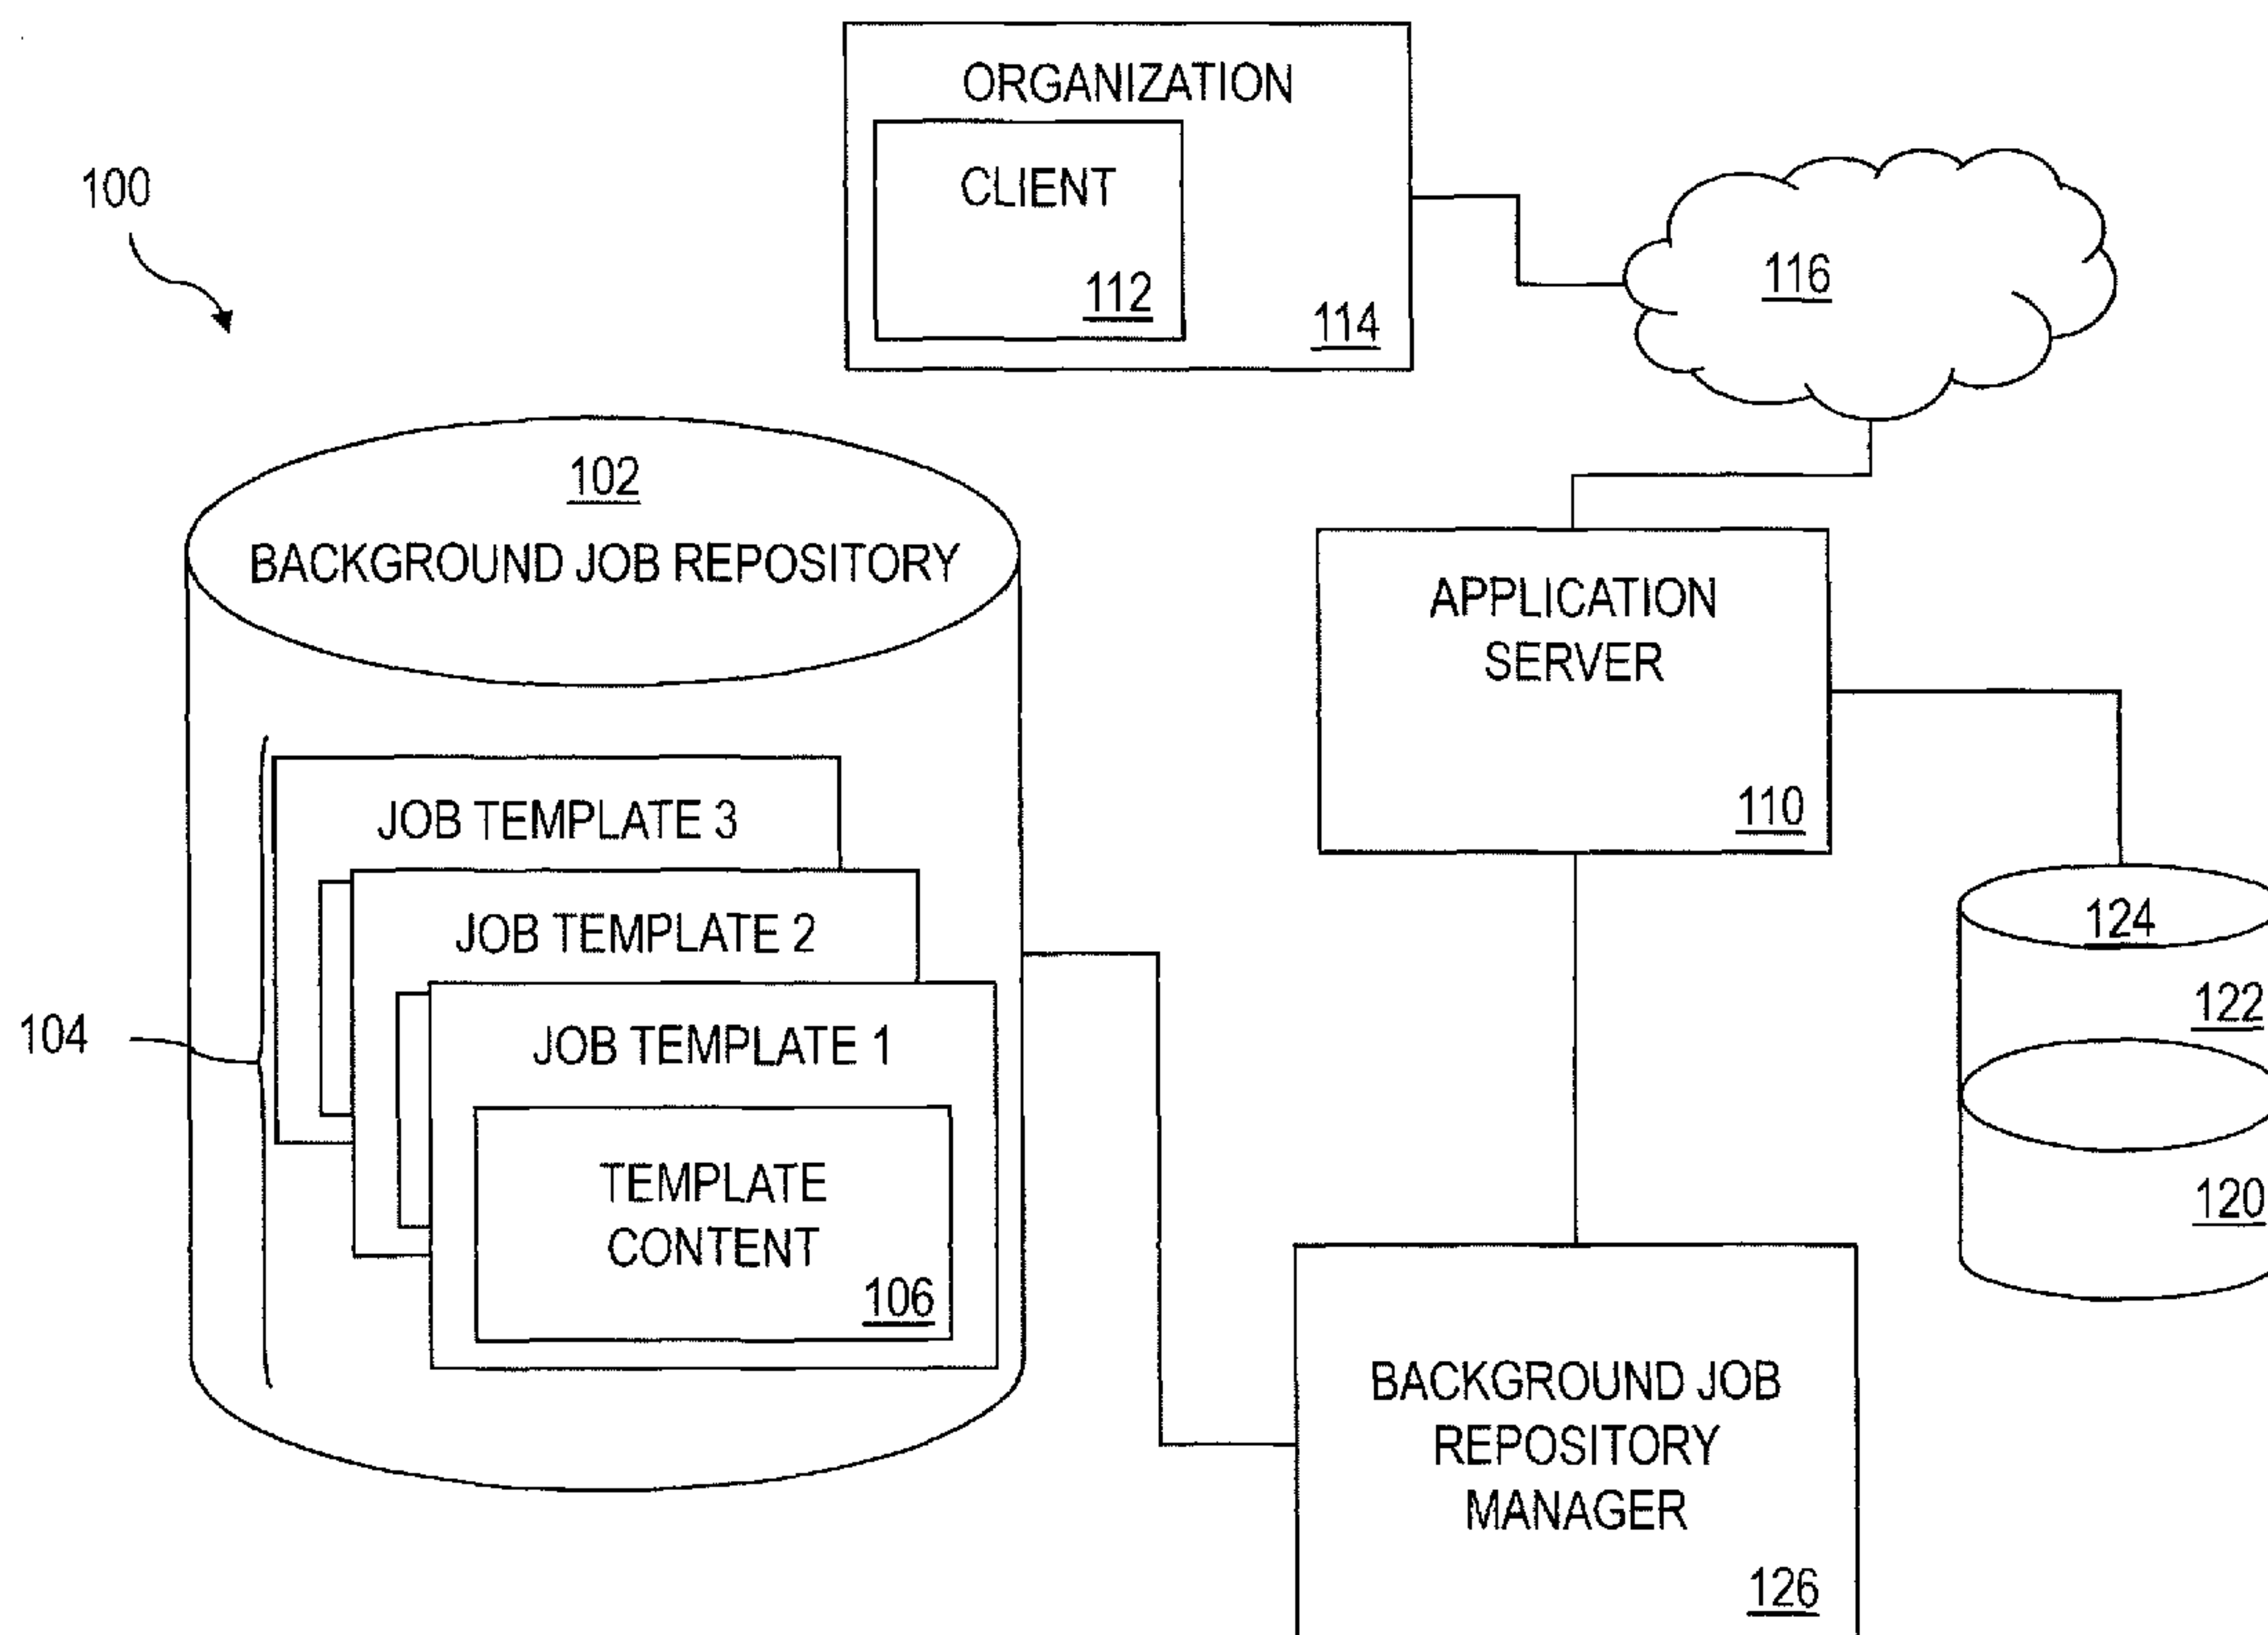 ORGANIZATION
CLIENT
112
114
100
116
102
BACKGROUND JOB REPOSITORY
APPLICATION
SERVER
110
JOB TEMPLATE 3
JOB TEMPLATE 2
JOB TEMPLATE 1
104
TEMPLATE
CONTENT
106
124
122
120
BACKGROUND JOB
REPOSITORY
MANAGER
126